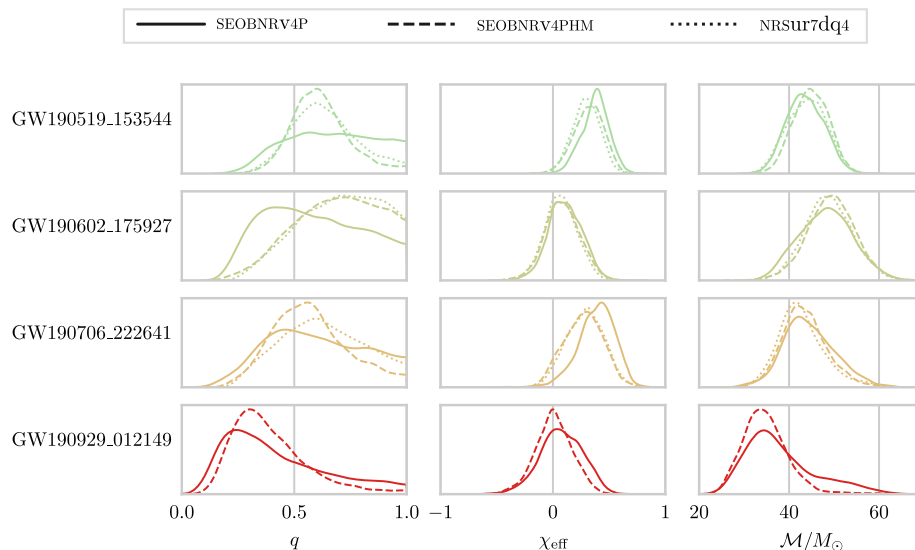 SEOBNRv4P SEOBNRv4PHM NRSur7dq4
GW190519_153544
GW190602_175927
GW190706_222641
GW190929_012149
0.0 0.5 1.0 −1 0 1 20 40 60
q χeff ℳ/M⊙